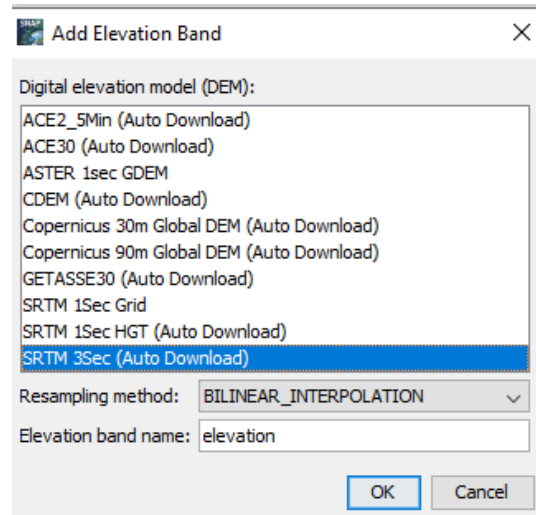 SNAP
Add Elevation Band
Digital elevation model (DEM):
ACE2_5Min (Auto Download)
ACE30 (Auto Download)
ASTER 1sec GDEM
CDEM (Auto Download)
Copernicus 30m Global DEM (Auto Download)
Copernicus 90m Global DEM (Auto Download)
GETASSE30 (Auto Download)
SRTM 1Sec Grid
SRTM 1Sec HGT (Auto Download)
SRTM 3Sec (Auto Download)
Resampling method: BILINEAR_INTERPOLATION
Elevation band name: elevation
OK Cancel